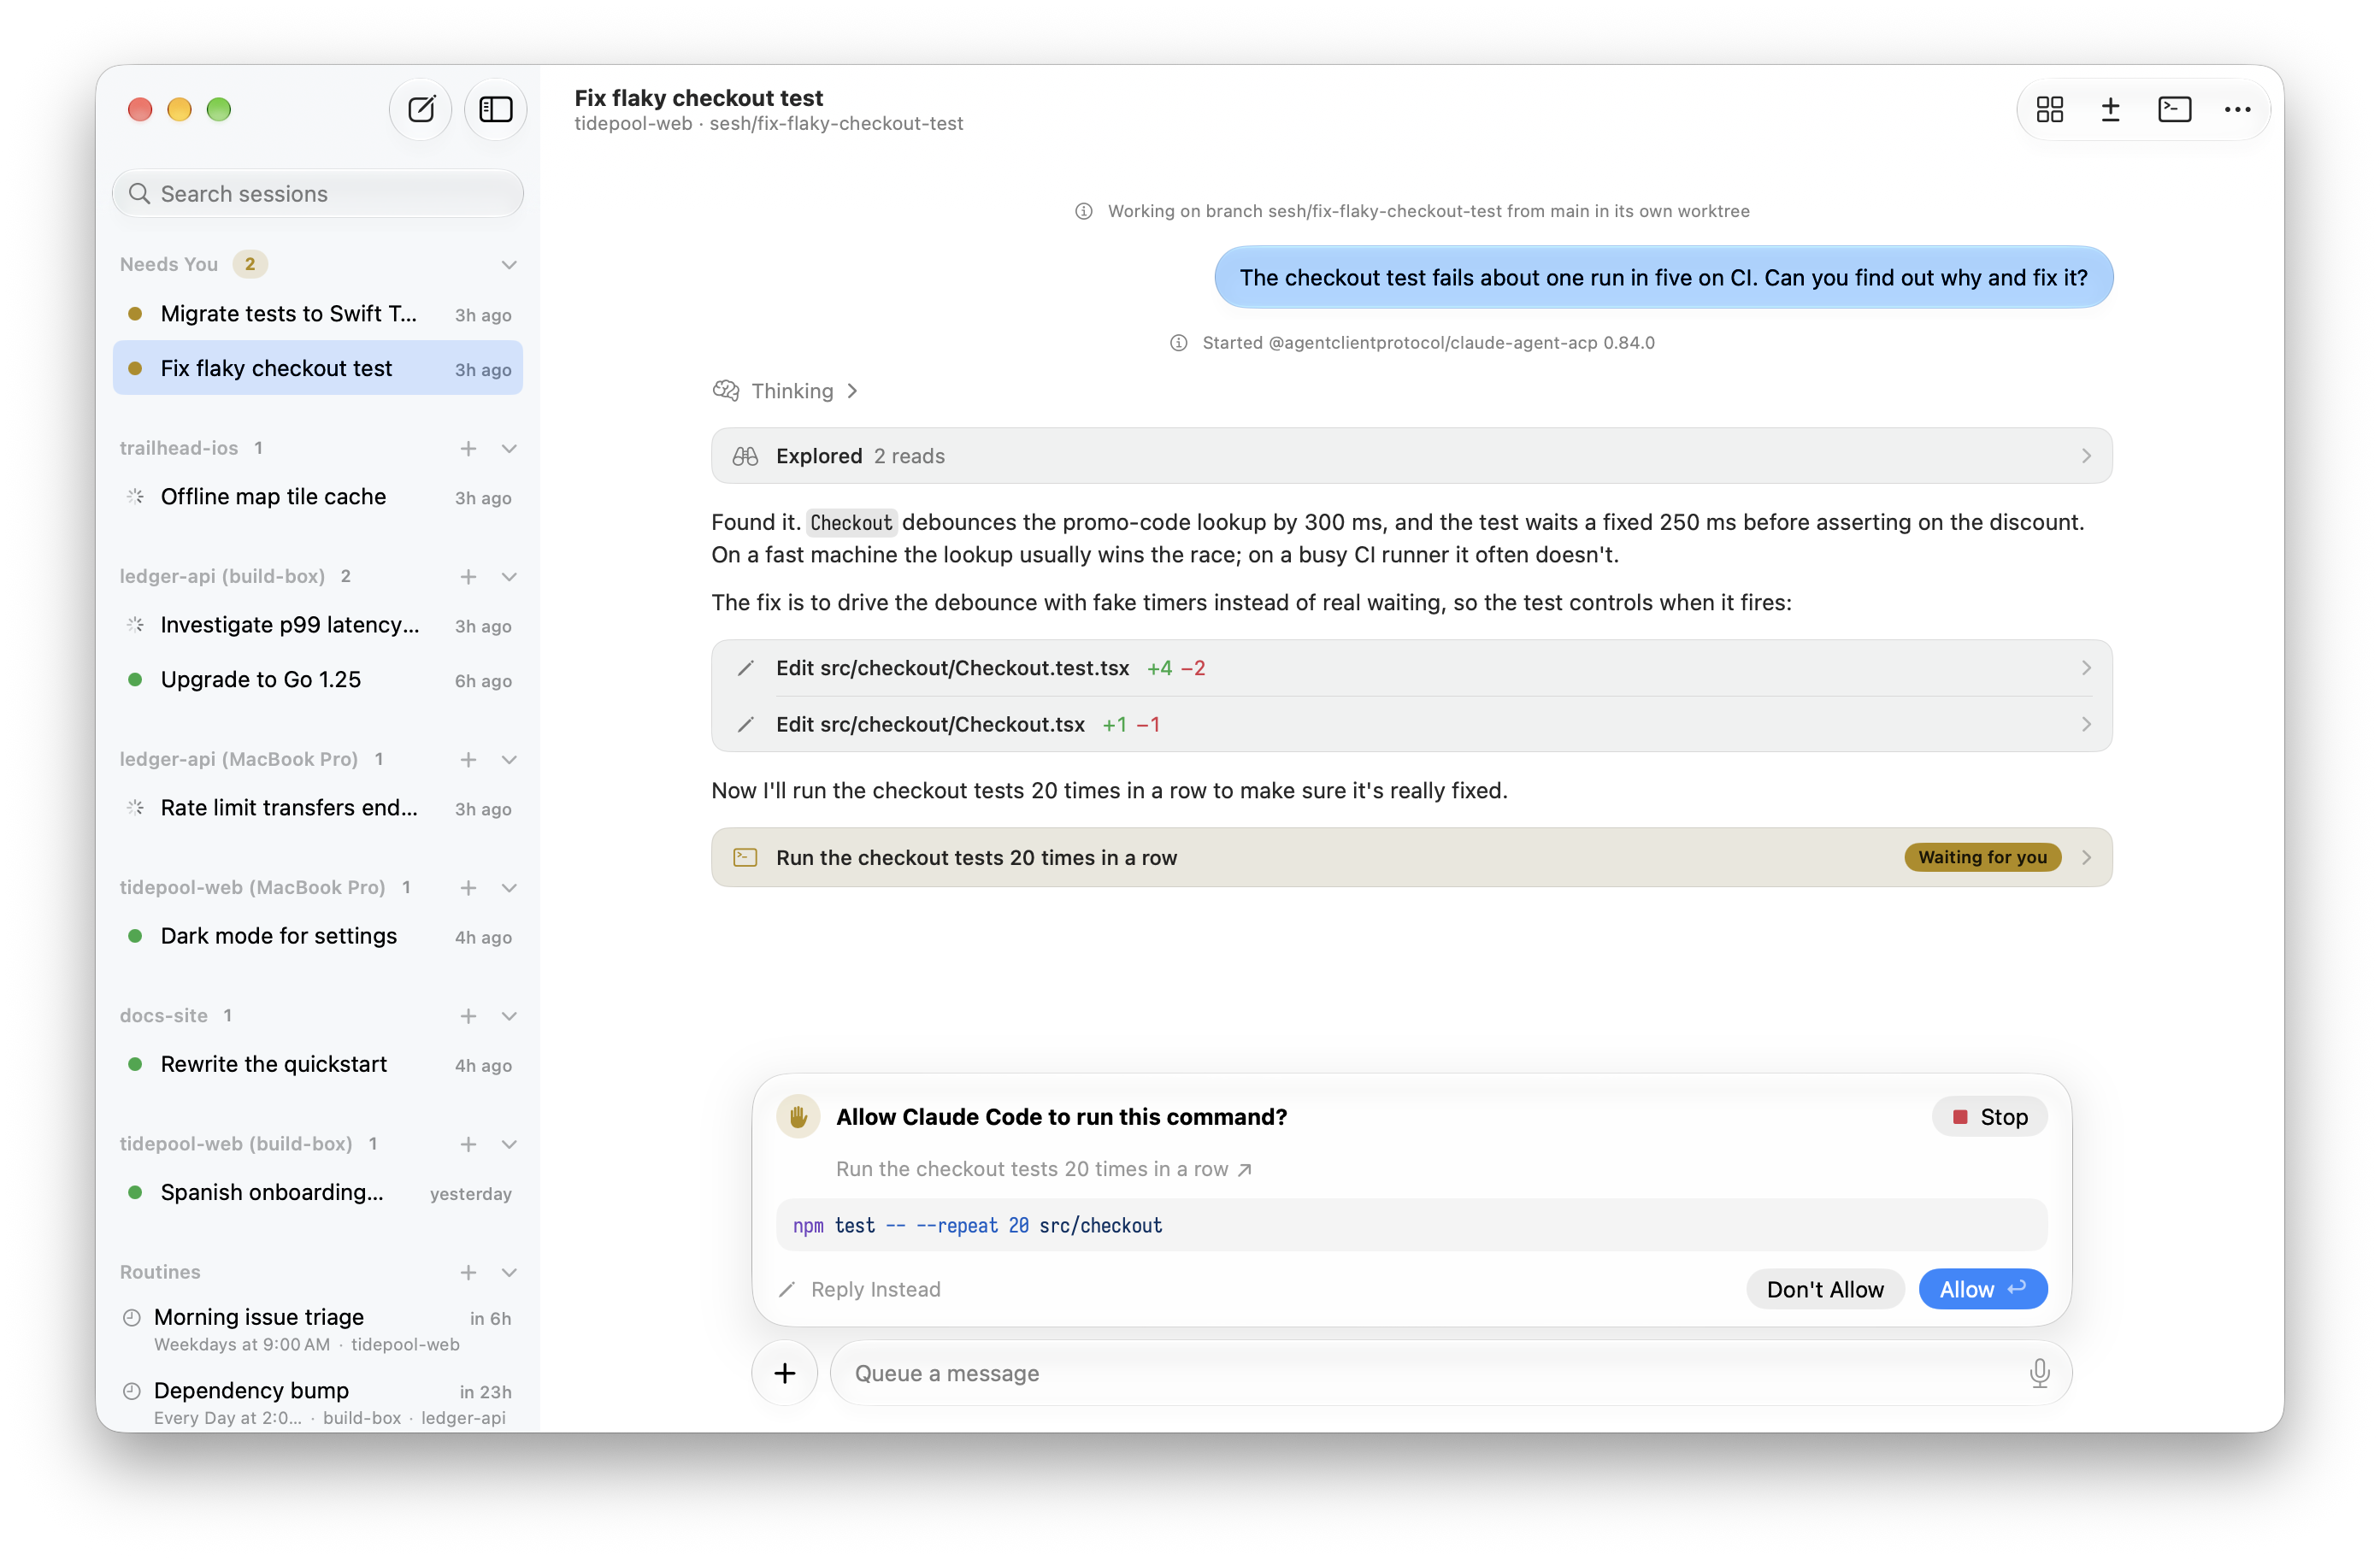 Search sessions
Needs You 2
Migrate tests to Swift T... 3h ago
Fix flaky checkout test 3h ago
trailhead-ios 1
Offline map tile cache 3h ago
ledger-api (build-box) 2
Investigate p99 latency... 3h ago
Upgrade to Go 1.25 6h ago
ledger-api (MacBook Pro) 1
Rate limit transfers end... 3h ago
tidepool-web (MacBook Pro) 1
Dark mode for settings 4h ago
docs-site 1
Rewrite the quickstart 4h ago
tidepool-web (build-box) 1
Spanish onboarding... yesterday
Routines
Morning issue triage in 6h
Weekdays at 9:00 AM · tidepool-web
Dependency bump in 23h
Every Day at 2:0... · build-box · ledger-api
Fix flaky checkout test
tidepool-web · sesh/fix-flaky-checkout-test
Working on branch sesh/fix-flaky-checkout-test from main in its own worktree
The checkout test fails about one run in five on CI. Can you find out why and fix it?
Started @agentclientprotocol/claude-agent-acp 0.84.0
Thinking
Explored 2 reads
Found it. Checkout debounces the promo-code lookup by 300 ms, and the test waits a fixed 250 ms before asserting on the discount.
On a fast machine the lookup usually wins the race; on a busy CI runner it often doesn't.
The fix is to drive the debounce with fake timers instead of real waiting, so the test controls when it fires:
Edit src/checkout/Checkout.test.tsx +4 −2
Edit src/checkout/Checkout.tsx +1 −1
Now I'll run the checkout tests 20 times in a row to make sure it's really fixed.
Run the checkout tests 20 times in a row Waiting for you
Allow Claude Code to run this command? Stop
Run the checkout tests 20 times in a row
npm test -- --repeat 20 src/checkout
Reply Instead Don't Allow Allow
Queue a message